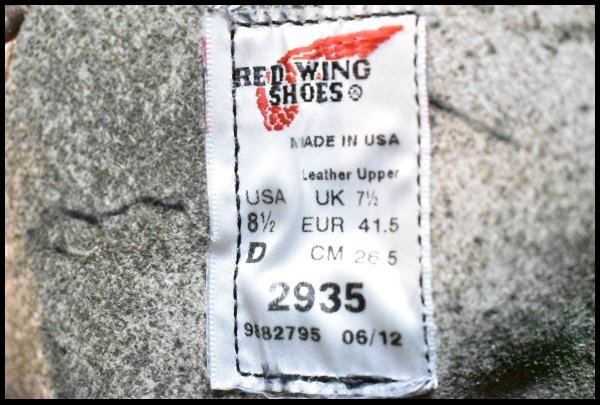 RED WING
SHOES®
MADE IN USA
Leather Upper
USA UK 7½
8½ EUR 41.5
D CM 26.5
2935
9882795 06/12